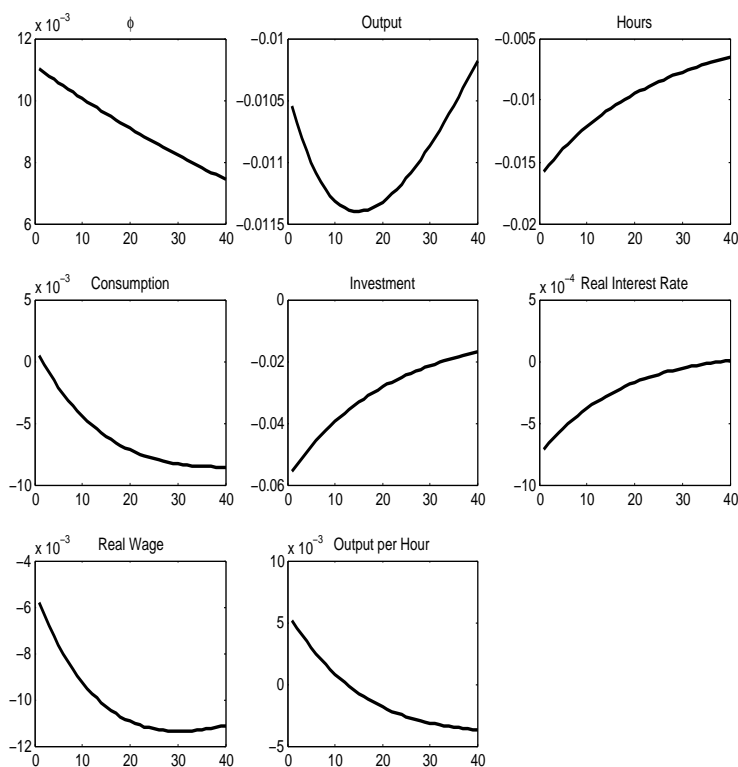 φ
x 10⁻³
12
10
8
6
0 10 20 30 40
Output
−0.01
−0.0105
−0.011
−0.0115
0 10 20 30 40
Hours
−0.005
−0.01
−0.015
−0.02
0 10 20 30 40
Consumption
x 10⁻³
5
0
−5
−10
0 10 20 30 40
Investment
0
−0.02
−0.04
−0.06
0 10 20 30 40
x 10⁻⁴ Real Interest Rate
5
0
−5
−10
0 10 20 30 40
Real Wage
x 10⁻³
−4
−6
−8
−10
−12
0 10 20 30 40
Output per Hour
x 10⁻³
10
5
0
−5
0 10 20 30 40